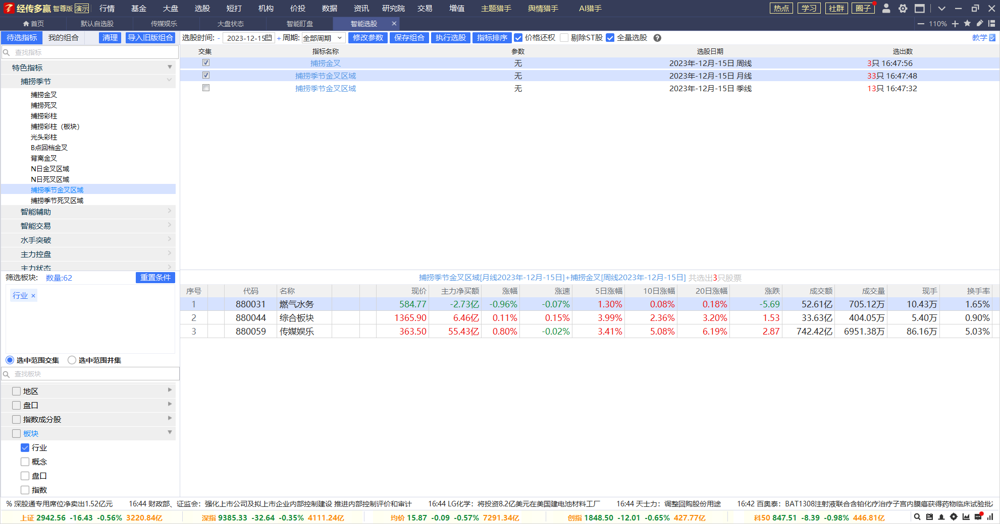 经传多赢 智尊版 演示 行情 基金 大盘 选股 短打 机构 价投 数据 资讯 研究院 交易 增值 主题猎手 舆情猎手 AI猎手 热点 学习 社群 圈子
首页 默认自选股 传媒娱乐 大盘状态 智能盯盘 智能选股 × 110%
待选指标 我的组合 清理 导入旧版组合 选股时间: - 2023-12-15 + 周期: 全部周期 修改参数 保存组合 执行选股 指标排序 价格还权 剔除ST股 全量选股 ? 教学
查找指标
交集 指标名称 参数 选股日期 选出数
捕捞金叉 无 2023年-12月-15日 周线 3只 16:47:56
捕捞季节金叉区域 无 2023年-12月-15日 月线 33只 16:47:48
捕捞季节金叉区域 无 2023年-12月-15日 季线 13只 16:47:32
特色指标
捕捞季节
捕捞金叉
捕捞死叉
捕捞彩柱
捕捞彩柱（板块）
光头彩柱
B点回档金叉
背离金叉
N日金叉区域
N日死叉区域
捕捞季节金叉区域
捕捞季节死叉区域
智能辅助
智能交易
水手突破
主力控盘
主力状态
筛选板块: 数量:62 重置条件
行业 ×
选中范围交集 选中范围并集
查找板块
地区
盘口
指数成分股
板块
行业
概念
盘口
指数
捕捞季节金叉区域[月线2023年-12月-15日]+捕捞金叉[周线2023年-12月-15日] 共选出3只股票
序号 代码 名称 现价 主力净买额 涨幅 涨速 5日涨幅 10日涨幅 20日涨幅 涨跌 成交额 成交量 现手 换手率
1 880031 燃气水务 584.77 -2.73亿 -0.96% -0.07% 1.30% 0.08% 0.18% -5.69 52.61亿 705.12万 10.43万 1.65%
2 880044 综合板块 1365.90 6.46亿 0.11% 0.15% 3.99% 2.36% 3.20% 1.53 33.63亿 404.05万 5.40万 0.90%
3 880059 传媒娱乐 363.50 55.43亿 0.80% -0.02% 3.41% 5.08% 6.19% 2.87 742.42亿 6951.38万 86.16万 5.03%
% 深股通专用席位净卖出1.52亿元 16:44 财政部、证监会：强化上市公司及拟上市企业内部控制建设 推进内部控制评价和审计 16:44 LG化学：将投资8.2亿美元在美国建电池材料工厂 16:44 天士力：调整回购股份用途 16:42 百奥泰：BAT1308注射液联合含铂化疗治疗子宫内膜癌获得药物临床试验批
上证 2942.56 -16.43 -0.56% 3220.84亿 深指 9385.33 -32.64 -0.35% 4111.24亿 均价 15.87 -0.09 -0.57% 7291.34亿 创指 1848.50 -12.01 -0.65% 427.77亿 科50 847.51 -8.39 -0.98% 446.81亿